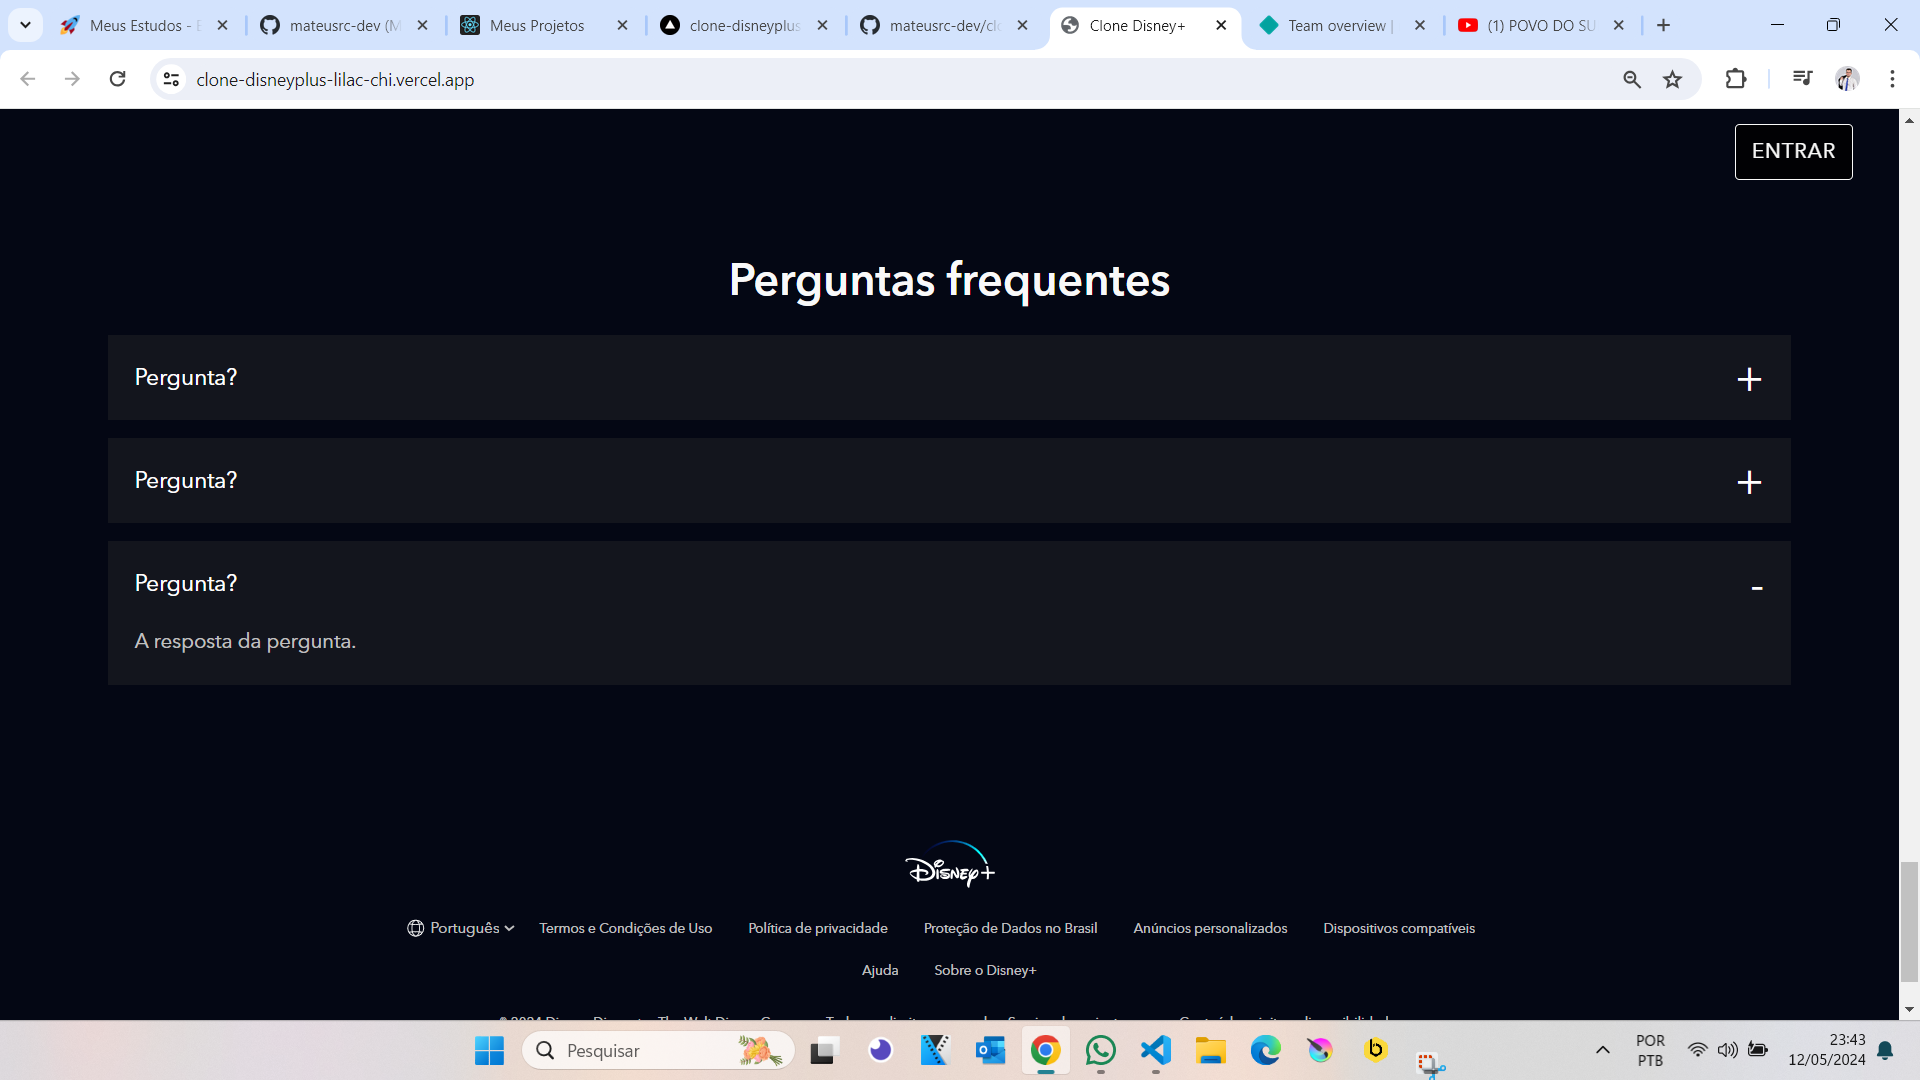 Meus Estudos -
mateusrc-dev (M
Meus Projetos
clone-disneyplus
mateusrc-dev/clo
Clone Disney+
Team overview |
(1) POVO DO SU
clone-disneyplus-lilac-chi.vercel.app
ENTRAR
Perguntas frequentes
Pergunta?
+
Pergunta?
+
Pergunta?
-
A resposta da pergunta.
Disney+
Português
Termos e Condições de Uso
Política de privacidade
Proteção de Dados no Brasil
Anúncios personalizados
Dispositivos compatíveis
Ajuda
Sobre o Disney+
Pesquisar
POR
PTB
23:43
12/05/2024